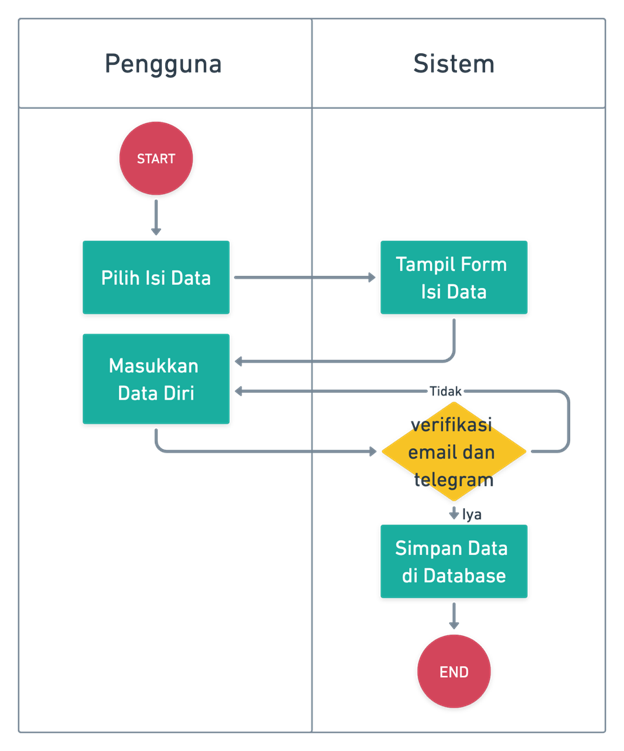 Pengguna
Sistem
START
Pilih Isi Data
Tampil Form
Isi Data
Masukkan
Data Diri
Tidak
verifikasi
email dan
telegram
Iya
Simpan Data
di Database
END